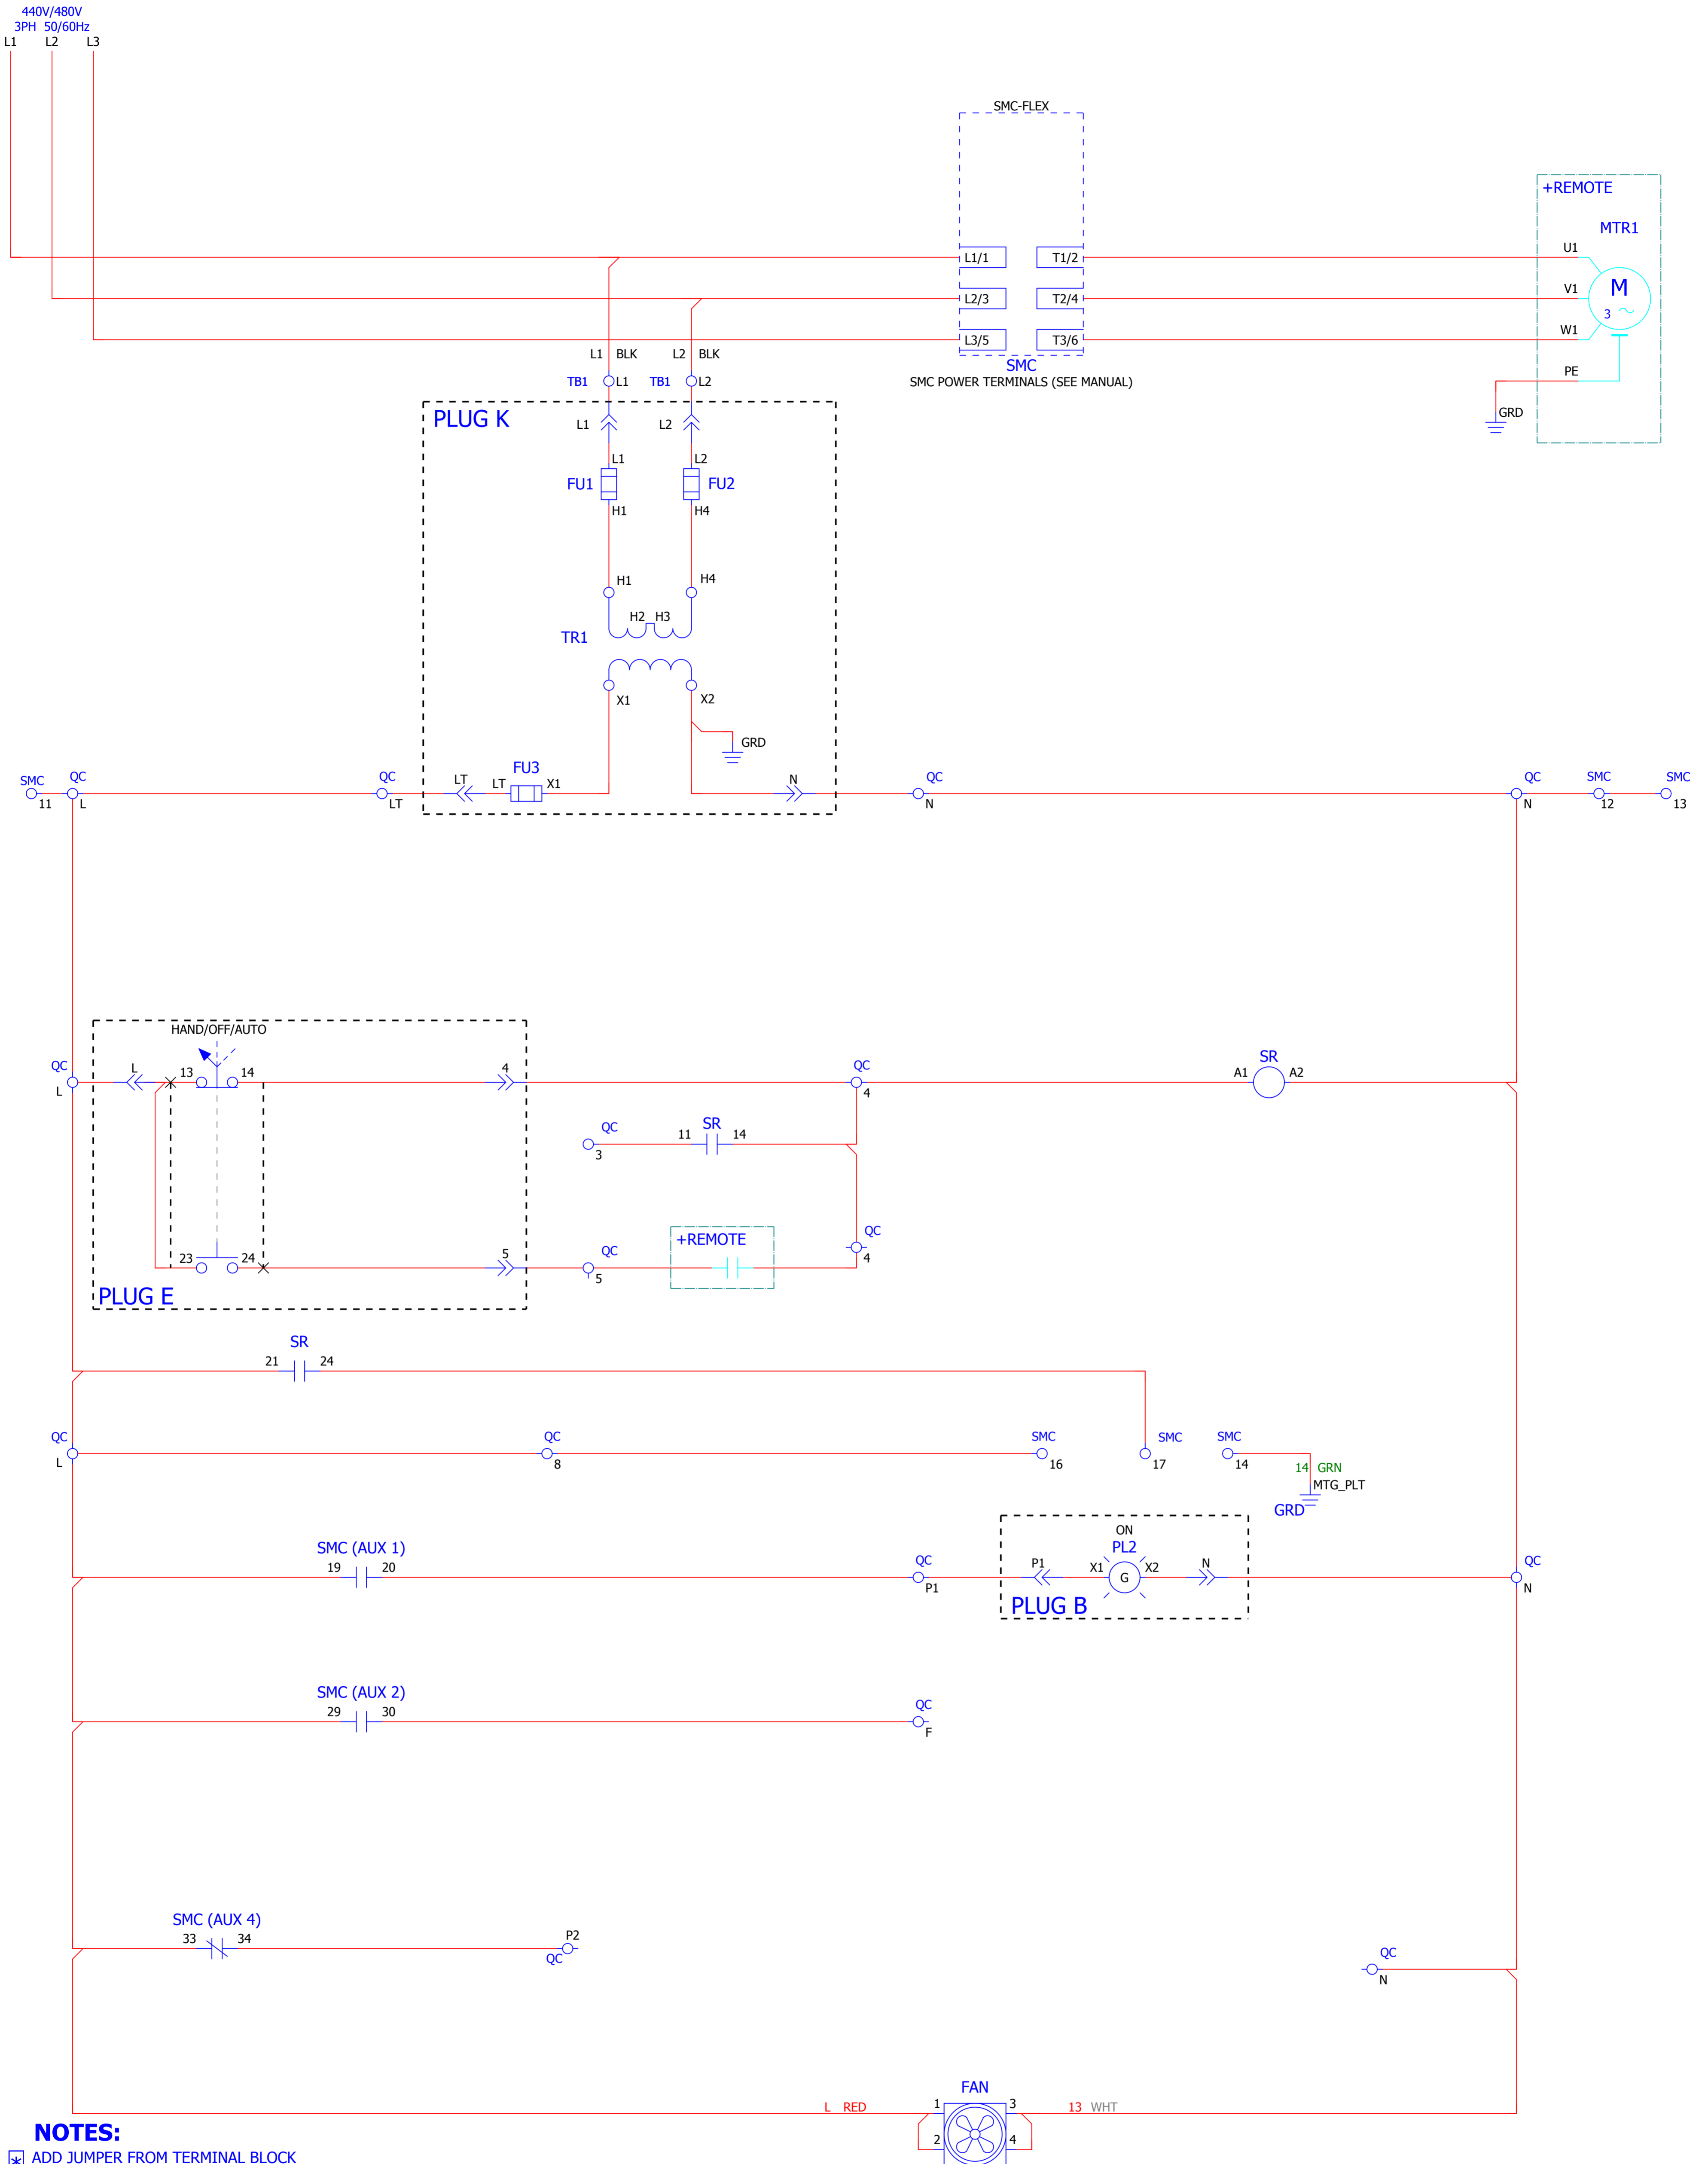 440V/480V
3PH 50/60Hz
L1 L2 L3
SMC-FLEX
+REMOTE
MTR1
U1
L1/1 T1/2
M
3
V1
L2/3 T2/4
W1
L3/5 T3/6
L1 BLK L2 BLK
SMC
SMC POWER TERMINALS (SEE MANUAL)
PE
TB1 L1 TB1 L2
GRD
PLUG K
L1 L2
L1 L2
FU1 FU2
H1 H4
H1 H4
H2 H3
TR1
X1 X2
GRD
SMC QC QC LT LT FU3 X1 N QC QC SMC SMC
11 L LT N N 12 13
HAND/OFF/AUTO
QC L 13 14 4 QC SR
A1 A2
L 4
QC 11 SR 14
3
QC
+REMOTE
23 24 5 QC 4
5
PLUG E
SR
21 24
QC QC SMC SMC SMC
L 8 16 17 14
14 GRN
MTG_PLT
GRD
ON
SMC (AUX 1) PL2
19 20 QC P1 X1 X2 N QC
G
P1 N
PLUG B
SMC (AUX 2)
29 30 QC
F
SMC (AUX 4)
33 34 P2
QC QC
N
FAN
L RED 1 3 13 WHT
2 4
NOTES:
* ADD JUMPER FROM TERMINAL BLOCK